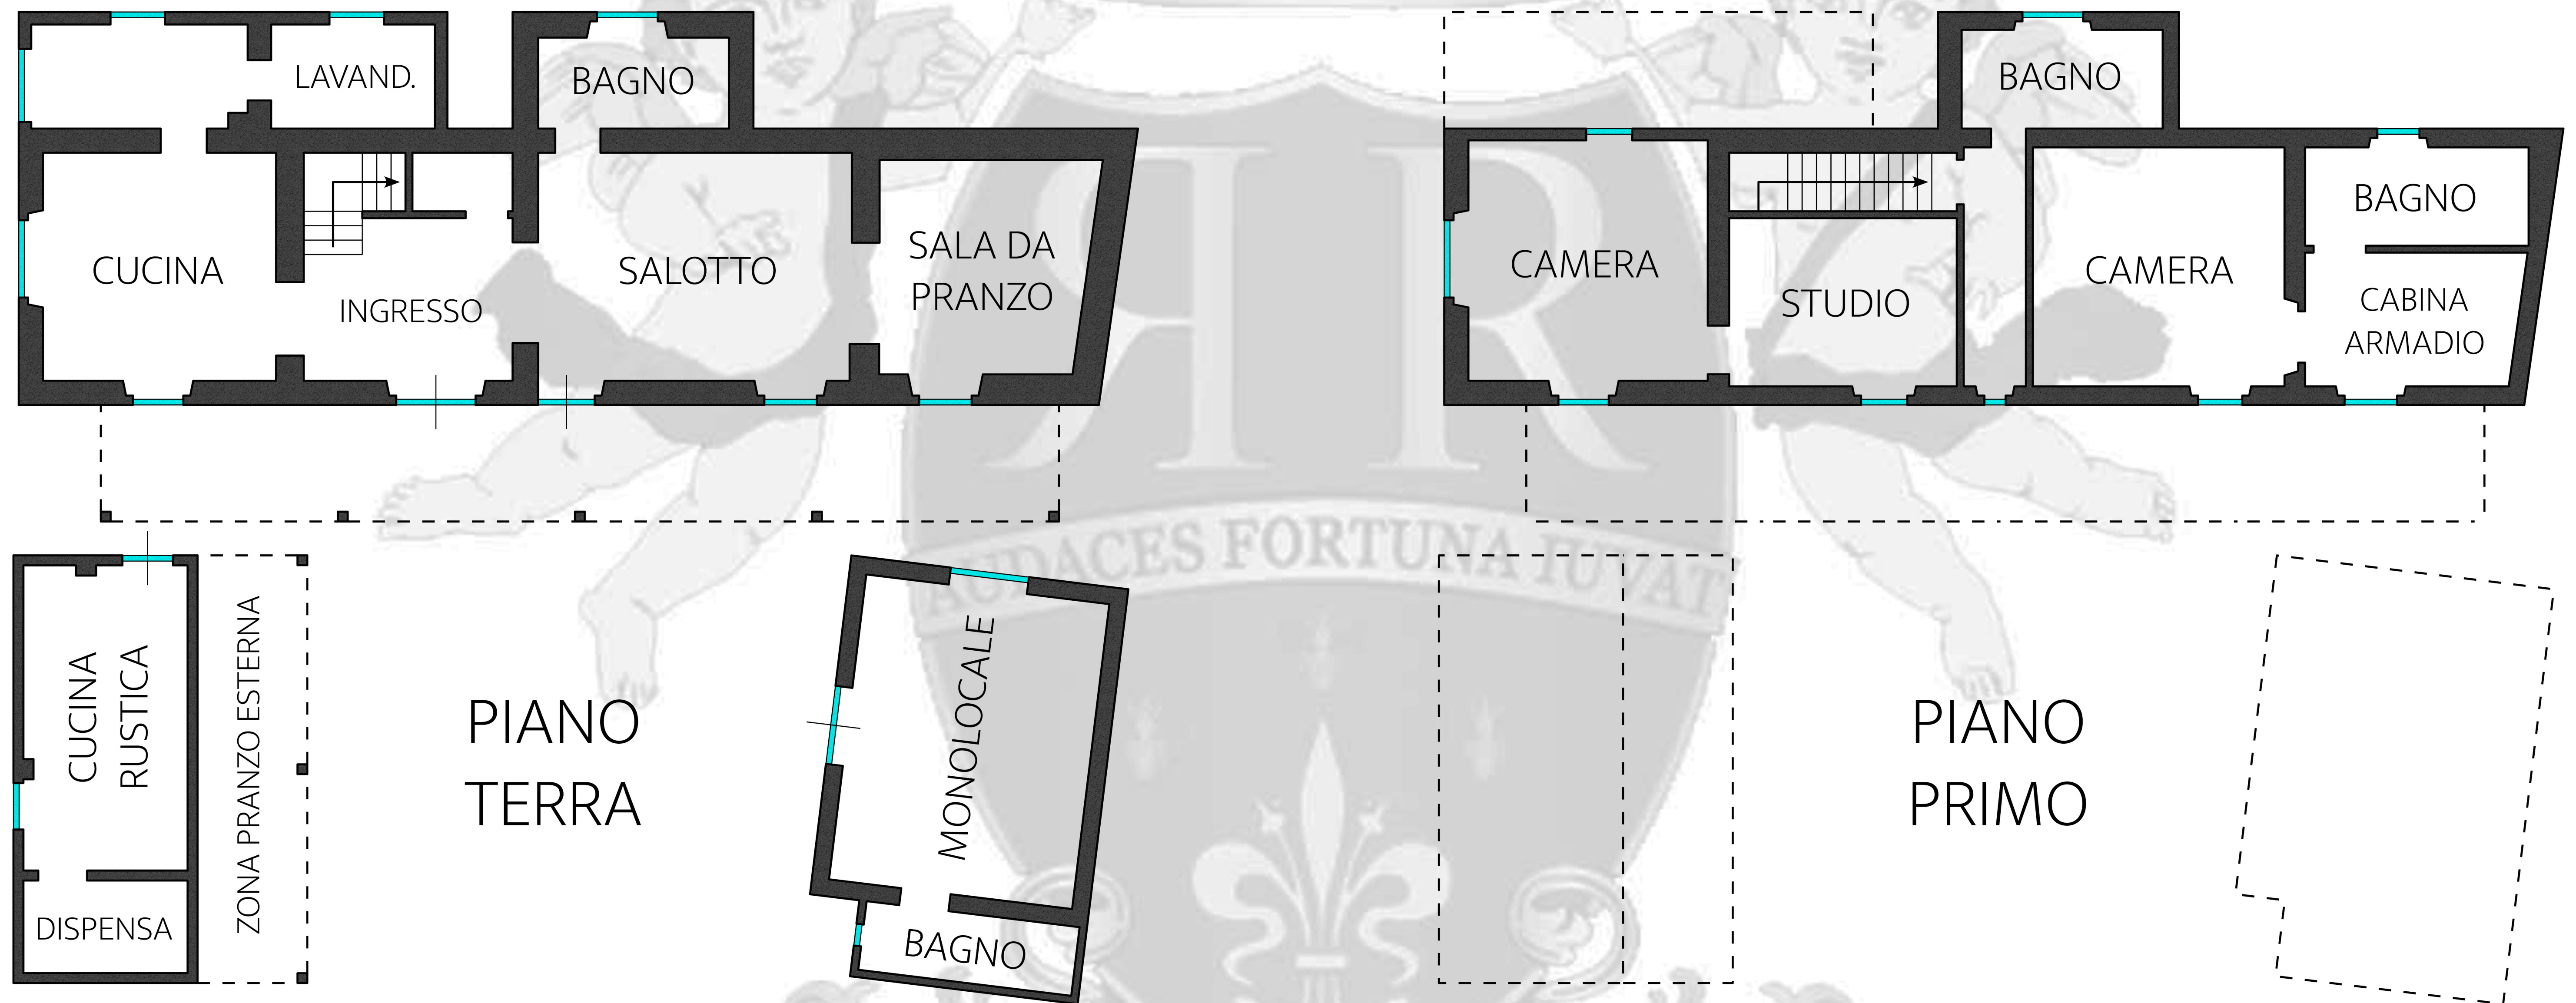 LAVAND.
BAGNO
CUCINA
INGRESSO
SALOTTO
SALA DA
PRANZO
BAGNO
CAMERA
STUDIO
CAMERA
BAGNO
CABINA
ARMADIO
RR
AUDACES FORTUNA IUVAT
CUCINA
RUSTICA
DISPENSA
ZONA PRANZO ESTERNA
PIANO
TERRA
MONOLOCALE
BAGNO
PIANO
PRIMO